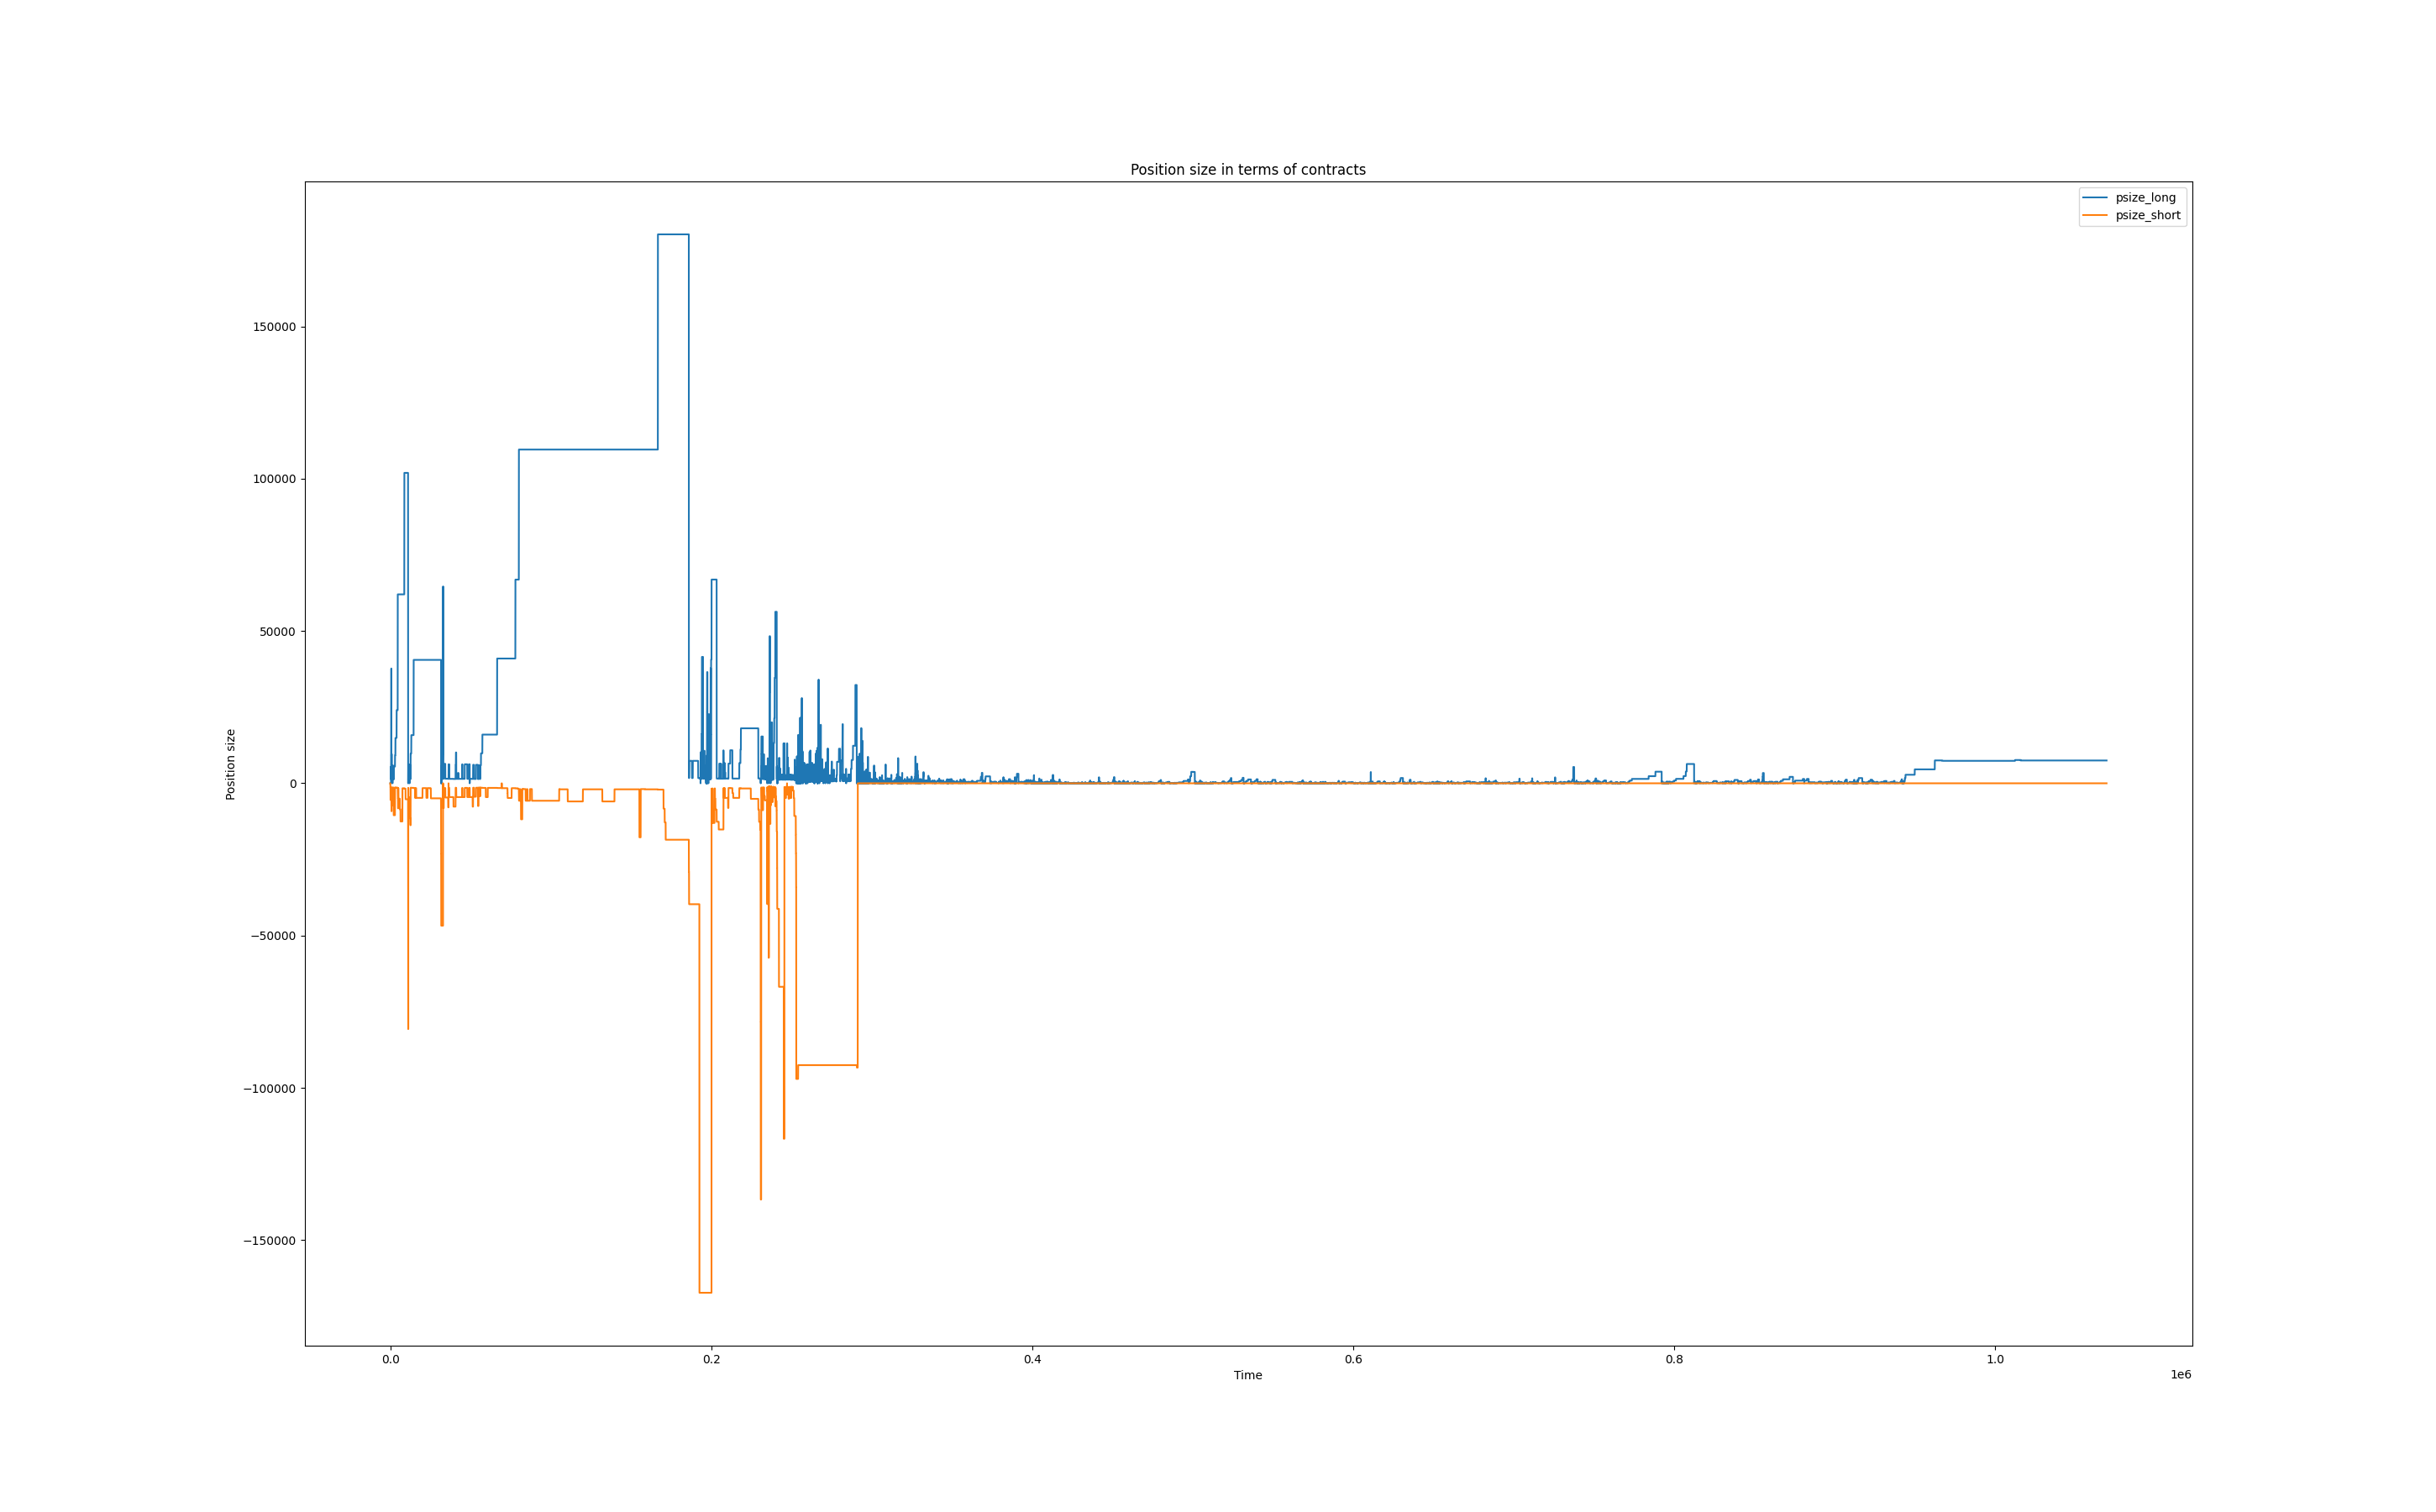 Position size in terms of contracts
psize_long
psize_short
Position size
150000
100000
50000
0
−50000
−100000
−150000
0.0
0.2
0.4
0.6
0.8
1.0
Time
1e6